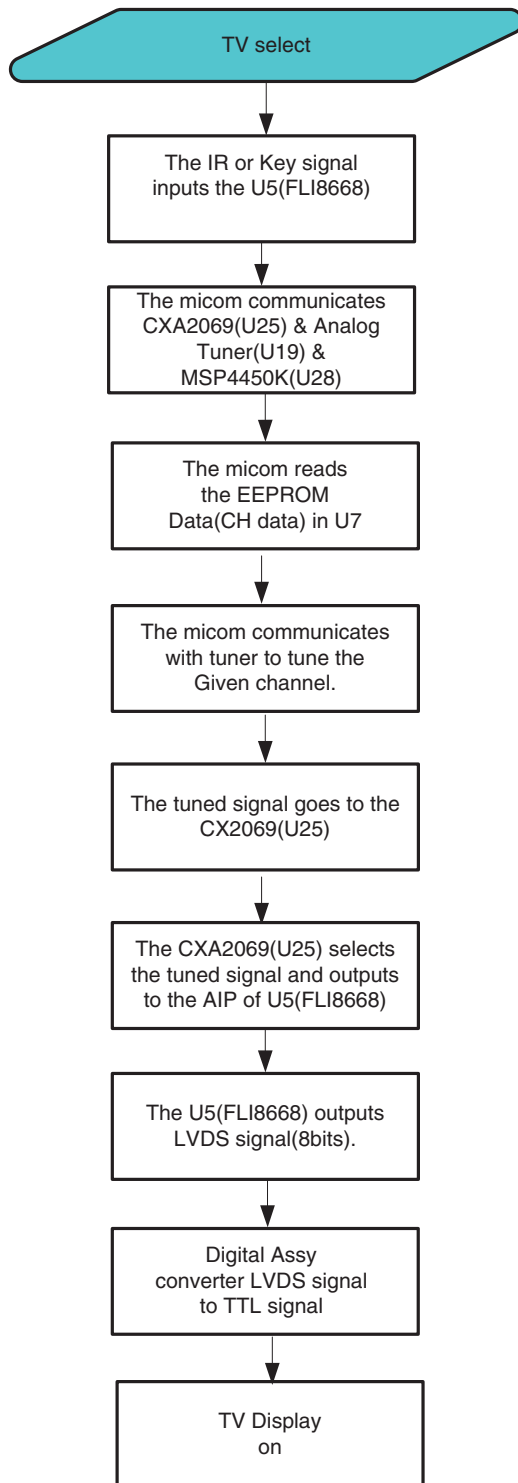 TV select
The IR or Key signal
inputs the U5(FLI8668)
The micom communicates
CXA2069(U25) & Analog
Tuner(U19) &
MSP4450K(U28)
The micom reads
the EEPROM
Data(CH data) in U7
The micom communicates
with tuner to tune the
Given channel.
The tuned signal goes to the
CX2069(U25)
The CXA2069(U25) selects
the tuned signal and outputs
to the AIP of U5(FLI8668)
The U5(FLI8668) outputs
LVDS signal(8bits).
Digital Assy
converter LVDS signal
to TTL signal
TV Display
on